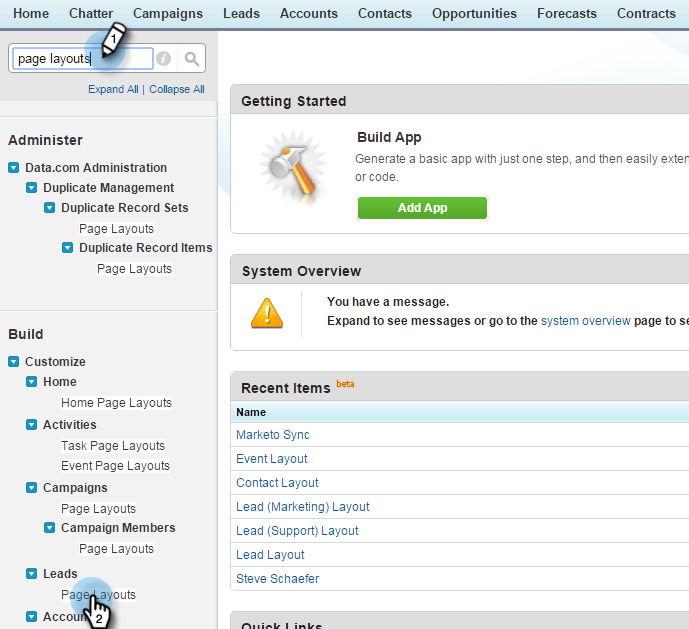 Home Chatter Campaigns Leads Accounts Contacts Opportunities Forecasts Contracts
1
page layouts
i
Expand All | Collapse All
Administer
Data.com Administration
Duplicate Management
Duplicate Record Sets
Page Layouts
Duplicate Record Items
Page Layouts
Build
Customize
Home
Home Page Layouts
Activities
Task Page Layouts
Event Page Layouts
Campaigns
Page Layouts
Campaign Members
Page Layouts
Leads
Page Layouts
2
Getting Started
Build App
Generate a basic app with just one step, and then easily
or code.
Add App
System Overview
You have a message.
Expand to see messages or go to the system overview page to
Recent Items beta
Name
Marketo Sync
Event Layout
Contact Layout
Lead (Marketing) Layout
Lead (Support) Layout
Lead Layout
Steve Schaefer
Quick Links